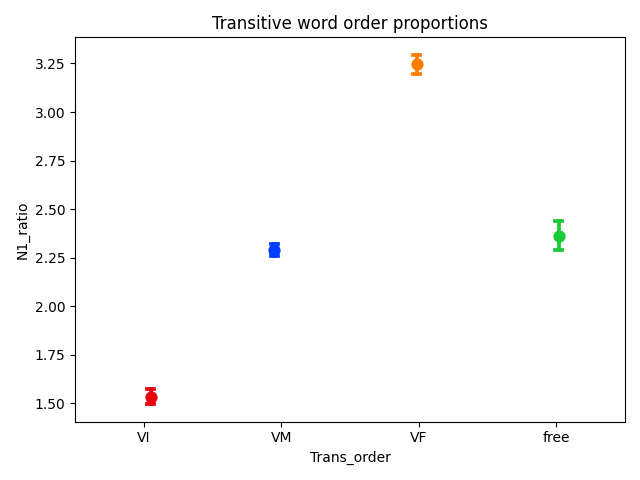 Transitive word order proportions
3.25
3.00
2.75
2.50
2.25
2.00
1.75
1.50
N1_ratio
VI VM VF free
Trans_order